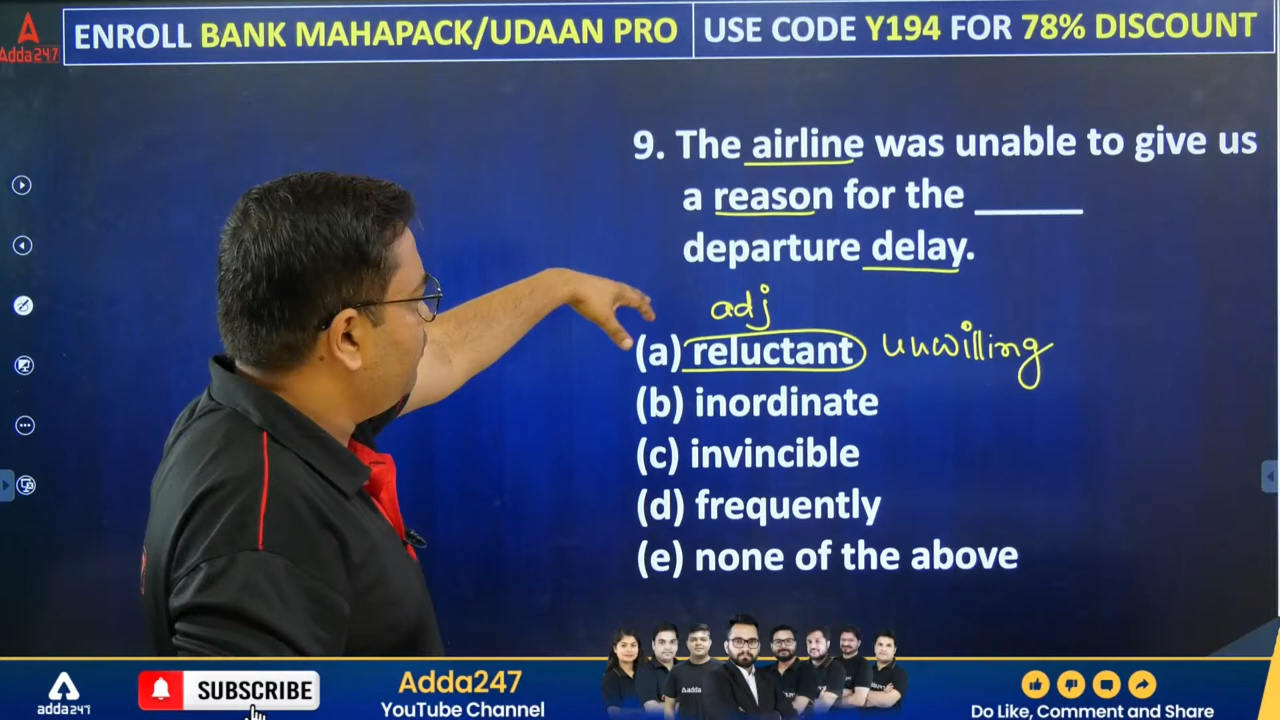 ENROLL BANK MAHAPACK/UDAAN PRO
USE CODE Y194 FOR 78% DISCOUNT
Adda247
9. The airline was unable to give us
a reason for the ______
departure delay.
adj
(a) reluctant unwilling
(b) inordinate
(c) invincible
(d) frequently
(e) none of the above
adda247
SUBSCRIBE
Adda247
YouTube Channel
Adda247
Like, Comment and Share